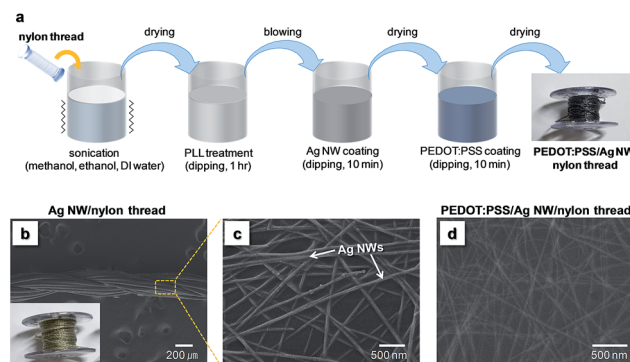 a
nylon thread
drying
blowing
drying
drying
sonication
(methanol, ethanol, DI water)
PLL treatment
(dipping, 1 hr)
Ag NW coating
(dipping, 10 min)
PEDOT:PSS coating
(dipping, 10 min)
PEDOT:PSS/Ag NW/
nylon thread
Ag NW/nylon thread
PEDOT:PSS/Ag NW/nylon thread
b
200 μm
c
Ag NWs
500 nm
d
500 nm